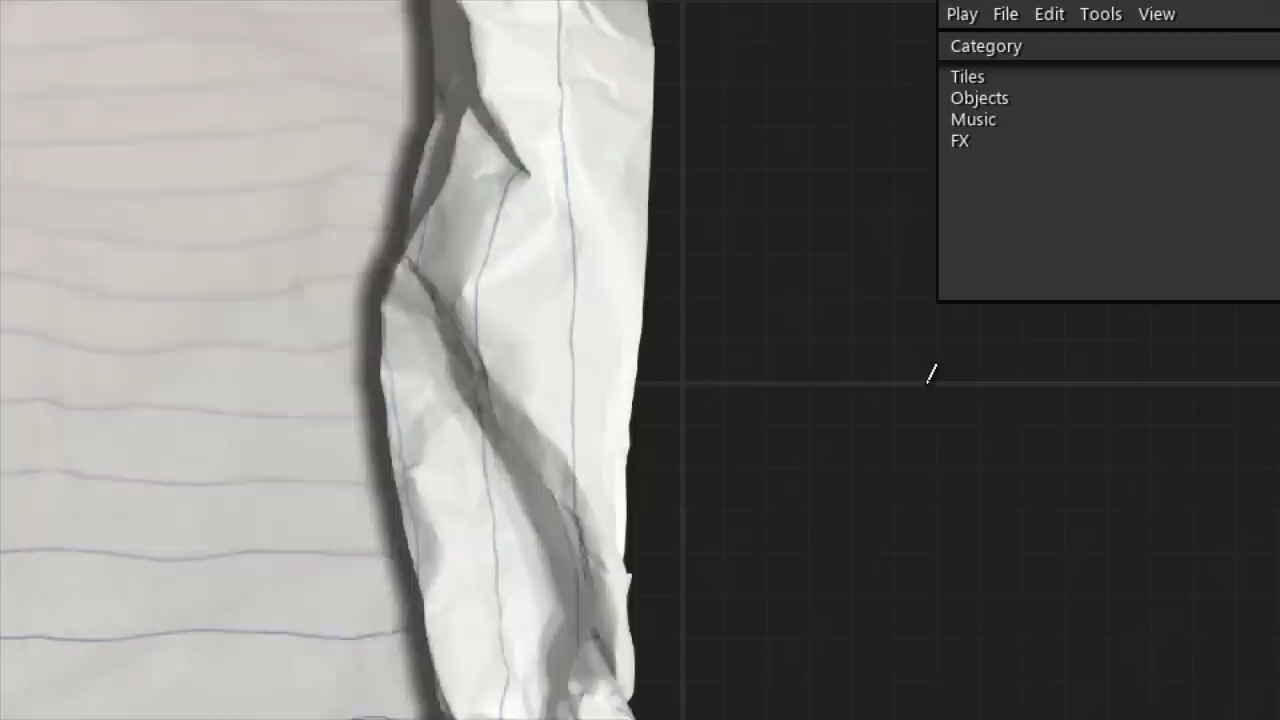 Play File Edit Tools View
Category
Tiles
Objects
Music
FX